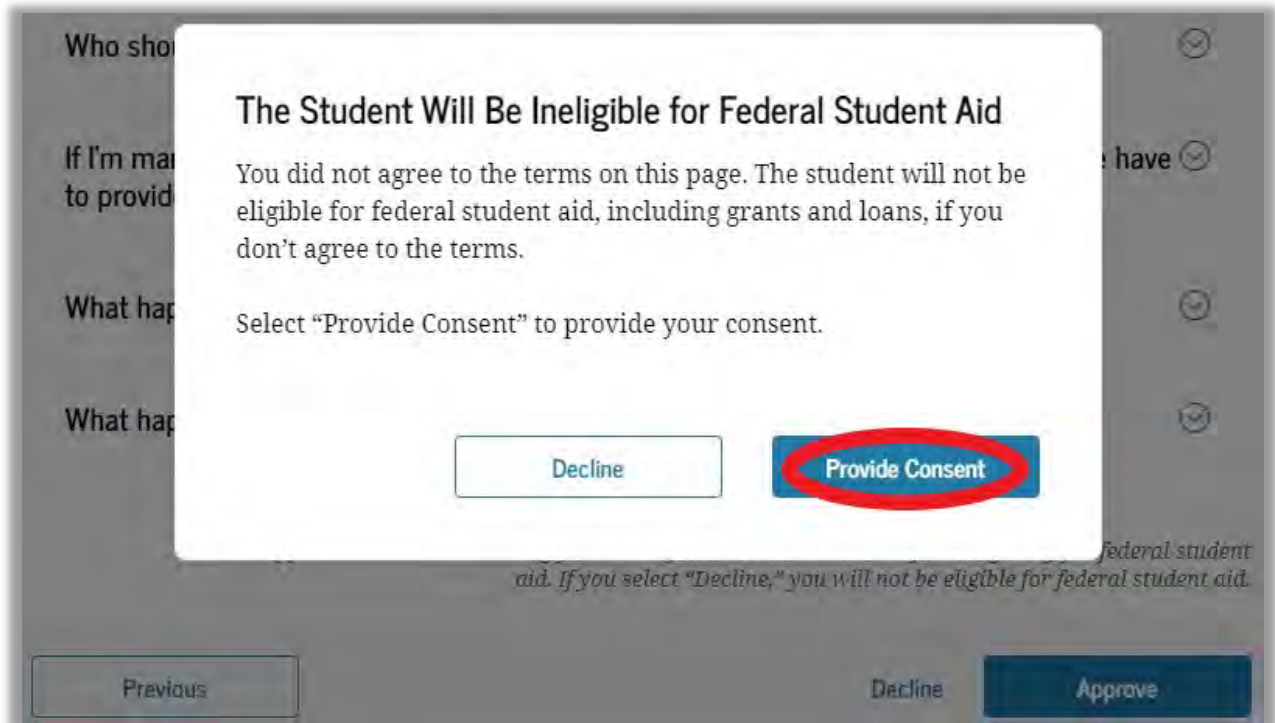 Who sho
The Student Will Be Ineligible for Federal Student Aid
If I'm mar
have
to provid
You did not agree to the terms on this page. The student will not be
eligible for federal student aid, including grants and loans, if you
don't agree to the terms.
What hap
Select “Provide Consent” to provide your consent.
What hap
Decline
Provide Consent
federal student
aid. If you select “Decline,” you will not be eligible for federal student aid.
Previous
Decline
Approve